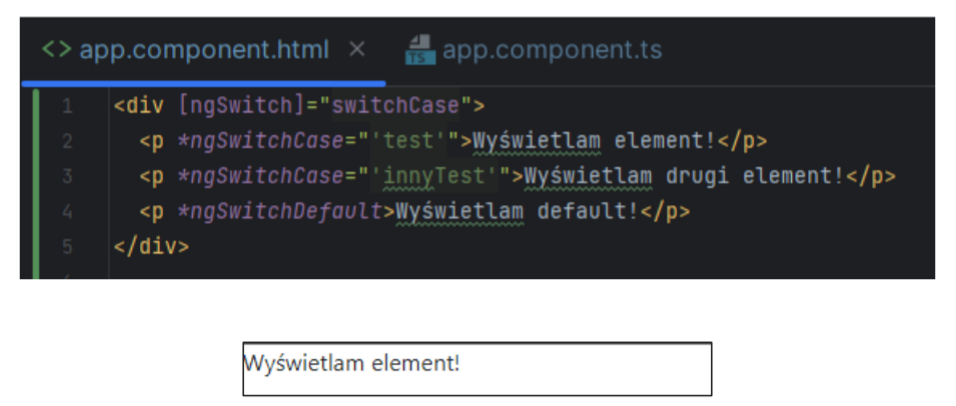 <> app.component.html × TS app.component.ts
1 <div [ngSwitch]="switchCase">
2 <p *ngSwitchCase="'test'">Wyświetlam element!</p>
3 <p *ngSwitchCase="'innyTest'">Wyświetlam drugi element!</p>
4 <p *ngSwitchDefault>Wyświetlam default!</p>
5 </div>
Wyświetlam element!